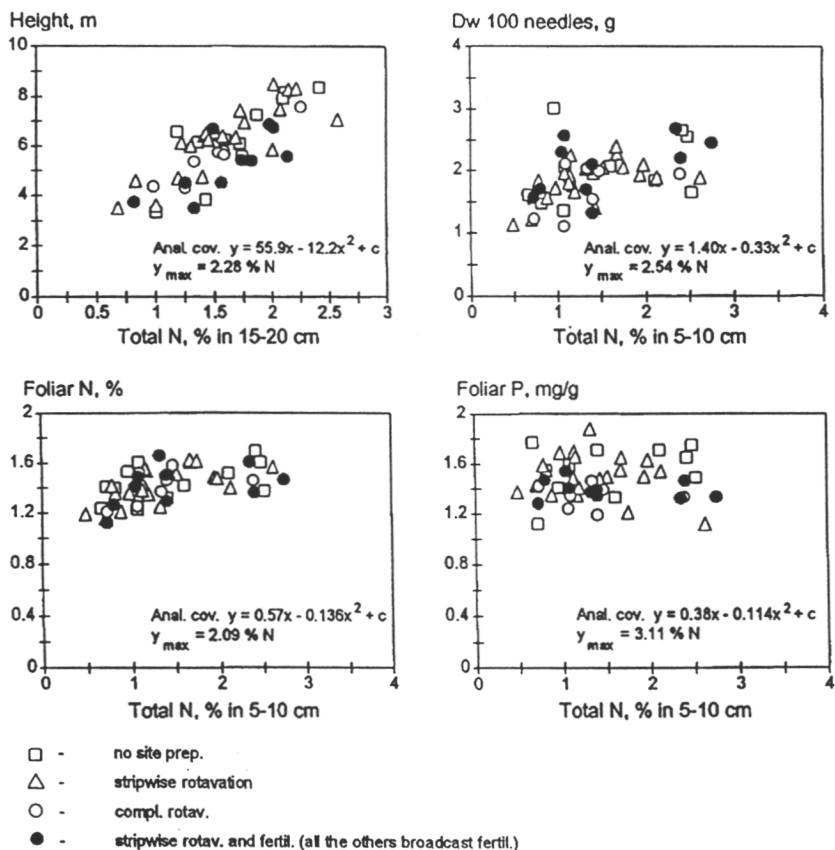 Height, m
10
8
6
4
2
0
Anal. cov. y = 55.9x - 12.2x² + c
y max = 2.28 % N
0 0.5 1 1.5 2 2.5 3
Total N, % in 15-20 cm
Dw 100 needles, g
4
3
2
1
0
Anal. cov. y = 1.40x - 0.33x² + c
y max = 2.54 % N
0 1 2 3 4
Total N, % in 5-10 cm
Foliar N, %
2
1.6
1.2
0.8
0.4
0
Anal. cov. y = 0.57x - 0.136x² + c
y max = 2.09 % N
0 1 2 3 4
Total N, % in 5-10 cm
Foliar P, mg/g
2
1.6
1.2
0.8
0.4
0
Anal. cov. y = 0.38x - 0.114x² + c
y max = 3.11 % N
0 1 2 3 4
Total N, % in 5-10 cm
- no site prep.
- stripwise rotavation
- compl. rotav.
- stripwise rotav. and fertil. (all the others broadcast fertil.)